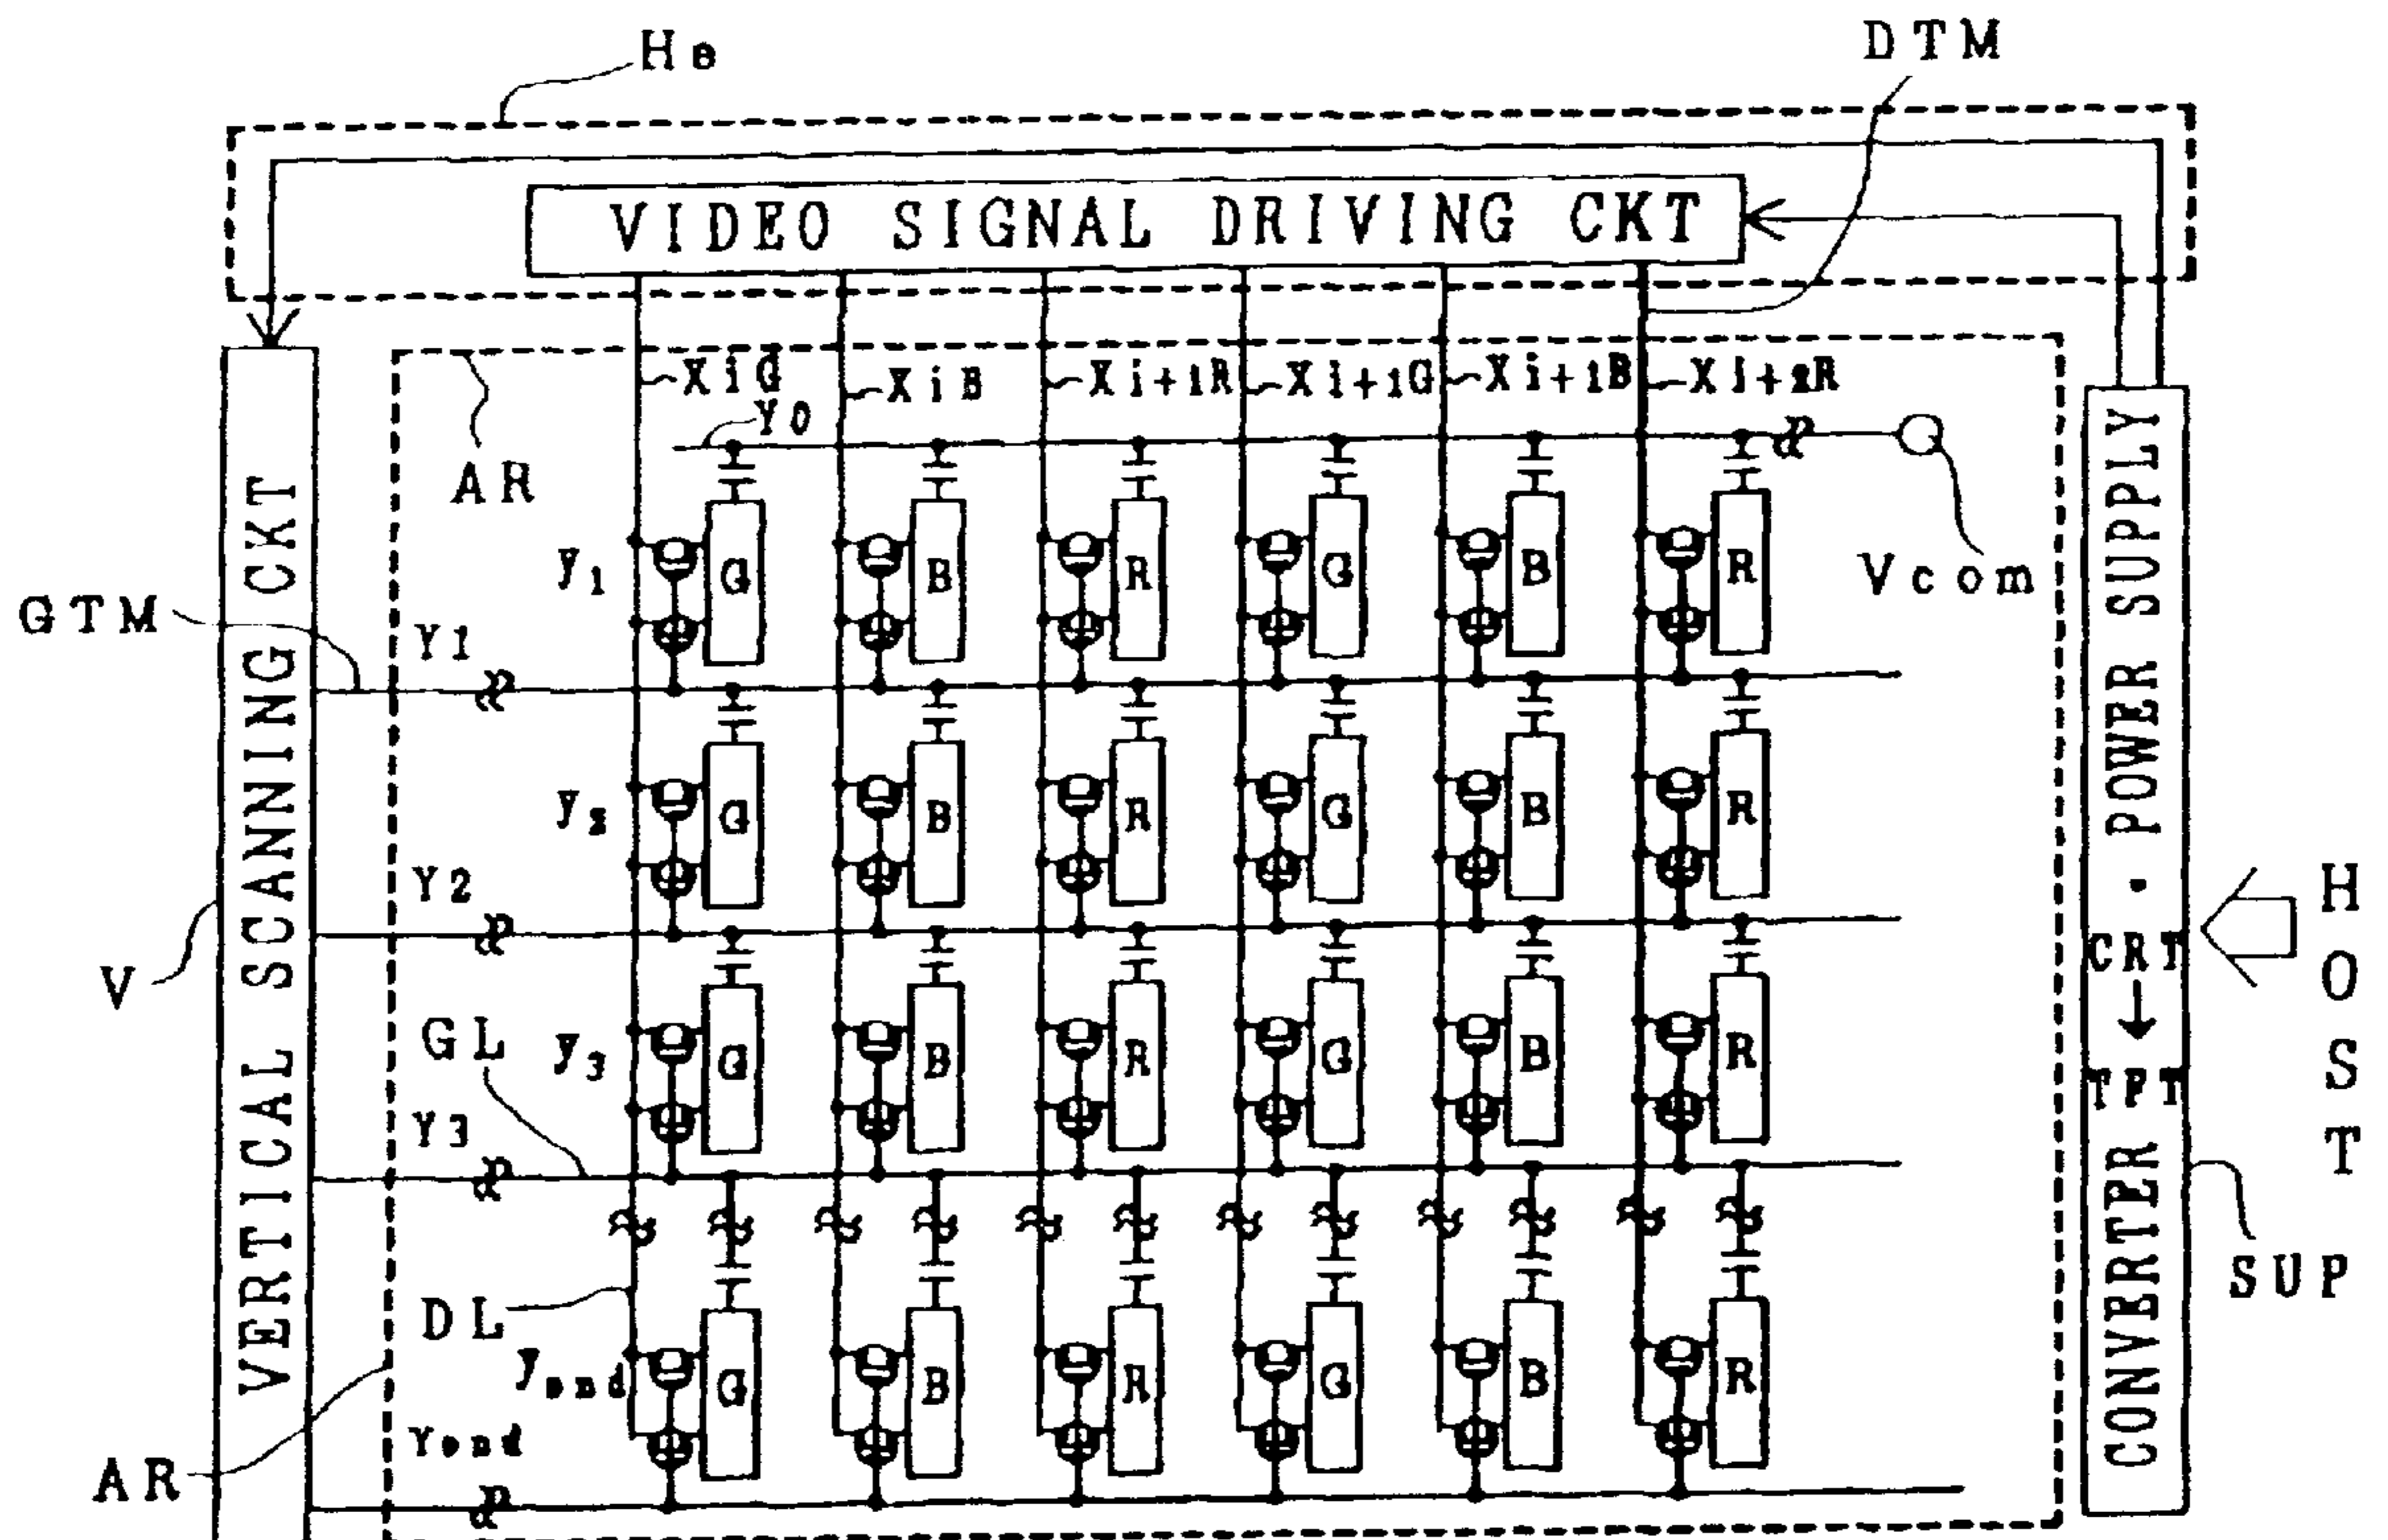 He
DTM
VIDEO SIGNAL DRIVING CKT
XiG
XiB
Xi+1R
Xi+1G
Xi+1B
Xi+2R
Y0
AR
Vcom
VERTICAL SCANNING CKT
GTM
V
y1
G B R G B R
Y1
y2
G B R G B R
Y2
GL
y3
G B R G B R
Y3
DL
yend
G B R G B R
Yend
AR
CONVERTER TPT
CRT
· POWER SUPPLY
HOST
SUP